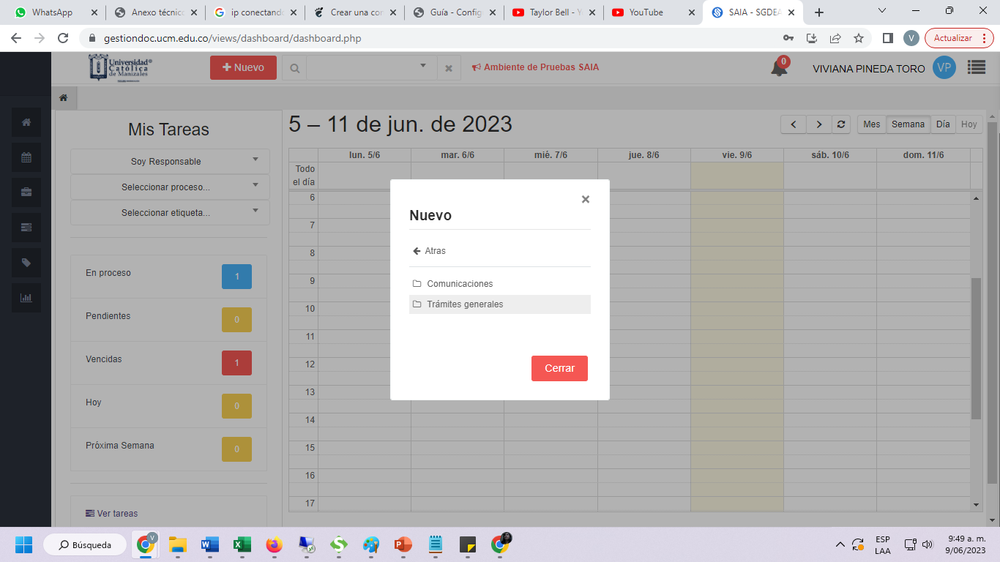 WhatsApp
Anexo técnico
ip conectando
Crear una con
Guía - Config
Taylor Bell - Y
YouTube
SAIA - SGDEA
gestiondoc.ucm.edu.co/views/dashboard/dashboard.php
V
Actualizar
Universidad
Católica
de Manizales
Nuevo
Ambiente de Pruebas SAIA
0
VIVIANA PINEDA TORO
VP
Mis Tareas
Soy Responsable
Seleccionar proceso...
Seleccionar etiqueta...
En proceso 1
Pendientes 0
Vencidas 1
Hoy 0
Próxima Semana 0
Ver tareas
5 – 11 de jun. de 2023
Mes Semana Día Hoy
lun. 5/6 mar. 6/6 mié. 7/6 jue. 8/6 vie. 9/6 sáb. 10/6 dom. 11/6
Todo
el día
6
7
8
9
10
11
12
13
14
15
16
17
Nuevo
Atras
Comunicaciones
Trámites generales
Cerrar
Búsqueda
V
ESP
LAA
9:49 a. m.
9/06/2023